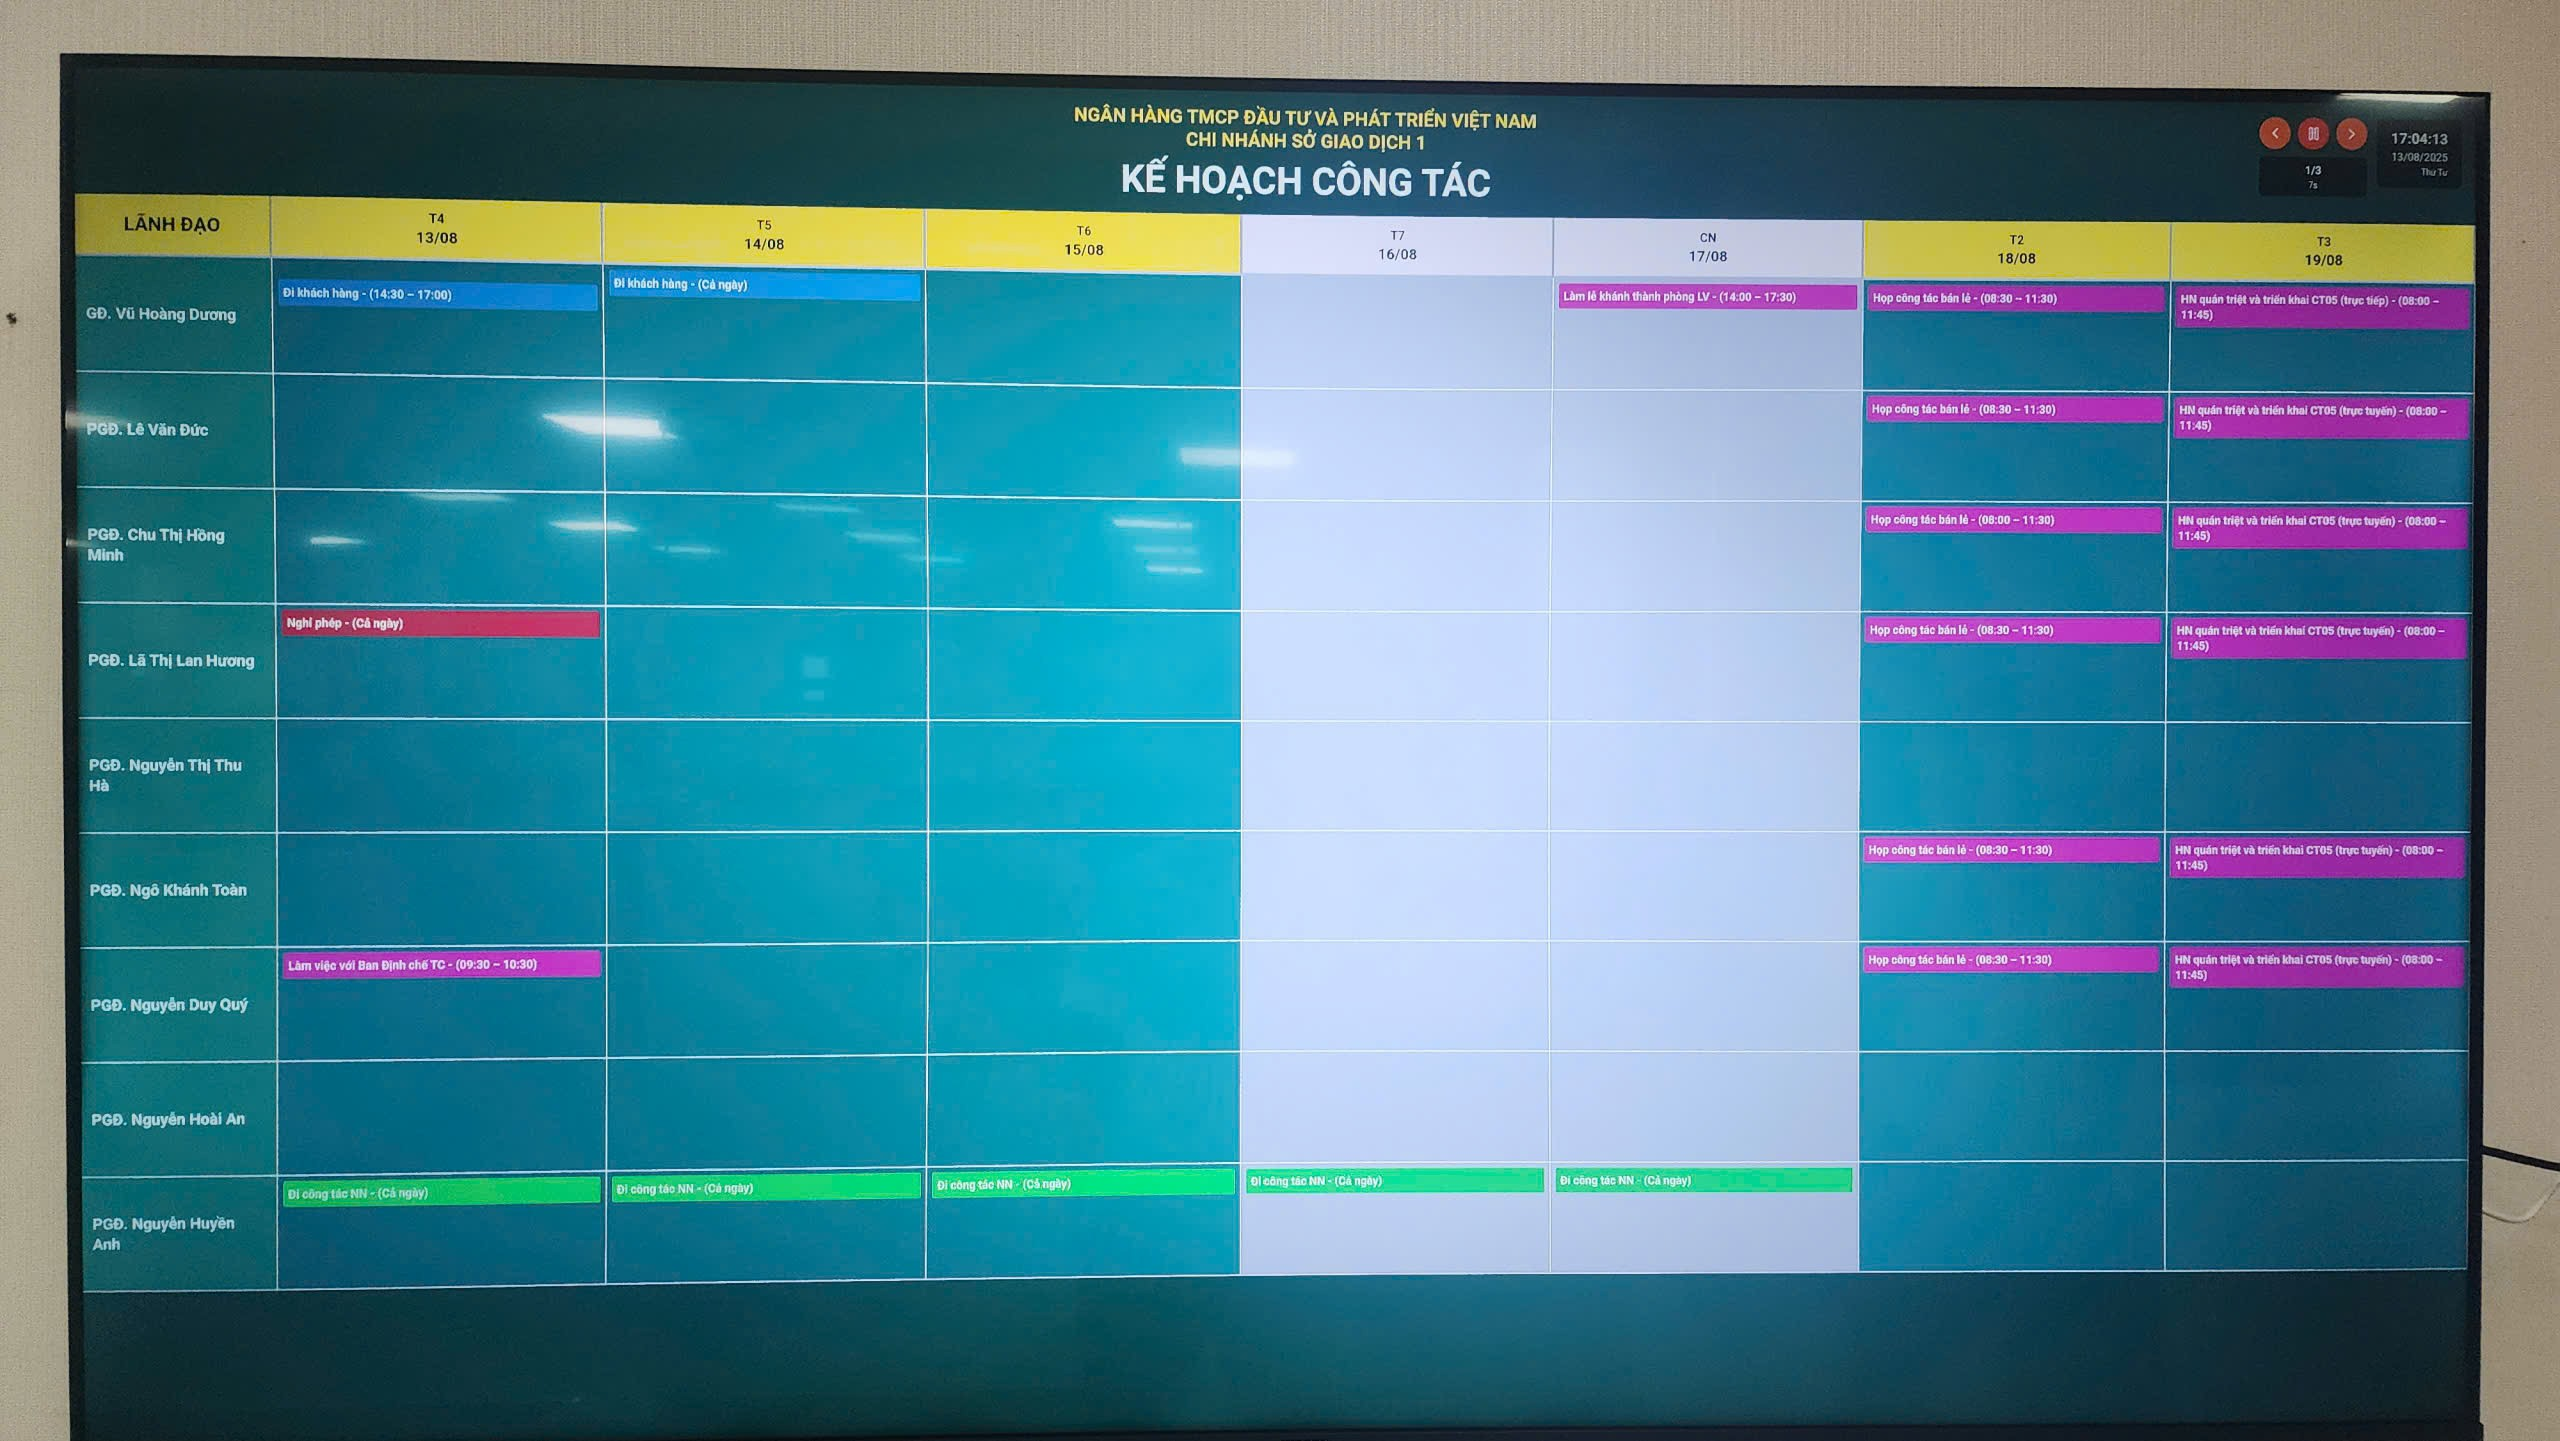 NGÂN HÀNG TMCP ĐẦU TƯ VÀ PHÁT TRIỂN VIỆT NAM
CHI NHÁNH SỞ GIAO DỊCH 1
KẾ HOẠCH CÔNG TÁC
17:04:13
13/08/2025
Thứ Tư
1/3
7s
LÃNH ĐẠO
T4
13/08
T5
14/08
T6
15/08
T7
16/08
CN
17/08
T2
18/08
T3
19/08
GĐ. Vũ Hoàng Dương
Đi khách hàng - (14:30 – 17:00)
Đi khách hàng - (Cả ngày)
Làm lễ khánh thành phòng LV - (14:00 – 17:30)
Họp công tác bán lẻ - (08:30 – 11:30)
HN quán triệt và triển khai CT05 (trực tiếp) - (08:00 –
11:45)
PGĐ. Lê Văn Đức
Họp công tác bán lẻ - (08:30 – 11:30)
HN quán triệt và triển khai CT05 (trực tuyến) - (08:00 –
11:45)
PGĐ. Chu Thị Hồng
Minh
Họp công tác bán lẻ - (08:00 – 11:30)
HN quán triệt và triển khai CT05 (trực tuyến) - (08:00 –
11:45)
PGĐ. Lã Thị Lan Hương
Nghỉ phép - (Cả ngày)
Họp công tác bán lẻ - (08:30 – 11:30)
HN quán triệt và triển khai CT05 (trực tuyến) - (08:00 –
11:45)
PGĐ. Nguyễn Thị Thu
Hà
PGĐ. Ngô Khánh Toàn
Họp công tác bán lẻ - (08:30 – 11:30)
HN quán triệt và triển khai CT05 (trực tuyến) - (08:00 –
11:45)
PGĐ. Nguyễn Duy Quý
Làm việc với Ban Định chế TC - (09:30 – 10:30)
Họp công tác bán lẻ - (08:30 – 11:30)
HN quán triệt và triển khai CT05 (trực tuyến) - (08:00 –
11:45)
PGĐ. Nguyễn Hoài An
PGĐ. Nguyễn Huyền
Anh
Đi công tác NN - (Cả ngày)
Đi công tác NN - (Cả ngày)
Đi công tác NN - (Cả ngày)
Đi công tác NN - (Cả ngày)
Đi công tác NN - (Cả ngày)